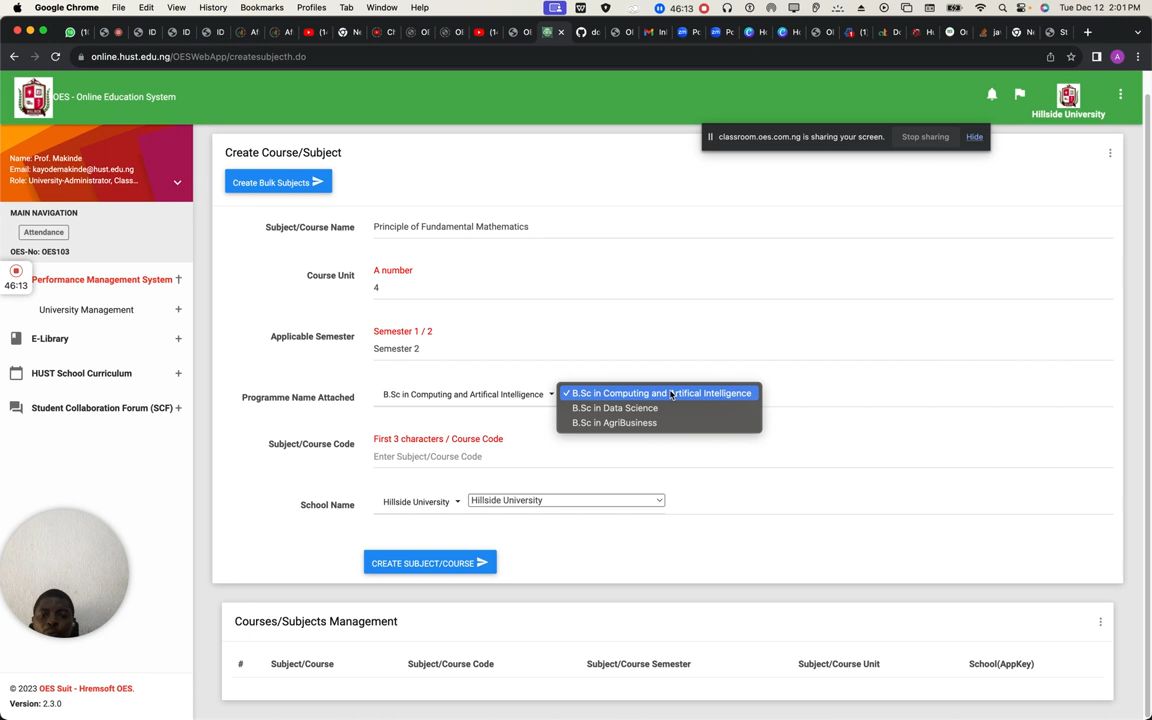 Google Chrome File Edit View History Bookmarks Profiles Tab Window Help
46:13
Tue Dec 12 2:01 PM
online.hust.edu.ng/OESWebApp/createsubjecth.do
OES - Online Education System
Hillside University
classroom.oes.com.ng is sharing your screen. Stop sharing Hide
Name: Prof. Makinde
Email: kayodemakinde@hust.edu.ng
Role: University-Administrator, Class...
MAIN NAVIGATION
Attendance
OES-No: OES103
46:13
Performance Management System
University Management
E-Library
HUST School Curriculum
Student Collaboration Forum (SCF)
© 2023 OES Suit - Hremsoft OES.
Version: 2.3.0
Create Course/Subject
Create Bulk Subjects
Subject/Course Name Principle of Fundamental Mathematics
A number
Course Unit
4
Semester 1 / 2
Applicable Semester
Semester 2
Programme Name Attached B.Sc in Computing and Artifical Intelligence
B.Sc in Computing and Artifical Intelligence
B.Sc in Data Science
B.Sc in AgriBusiness
First 3 characters / Course Code
Subject/Course Code
Enter Subject/Course Code
School Name Hillside University Hillside University
CREATE SUBJECT/COURSE
Courses/Subjects Management
# Subject/Course Subject/Course Code Subject/Course Semester Subject/Course Unit School(AppKey)